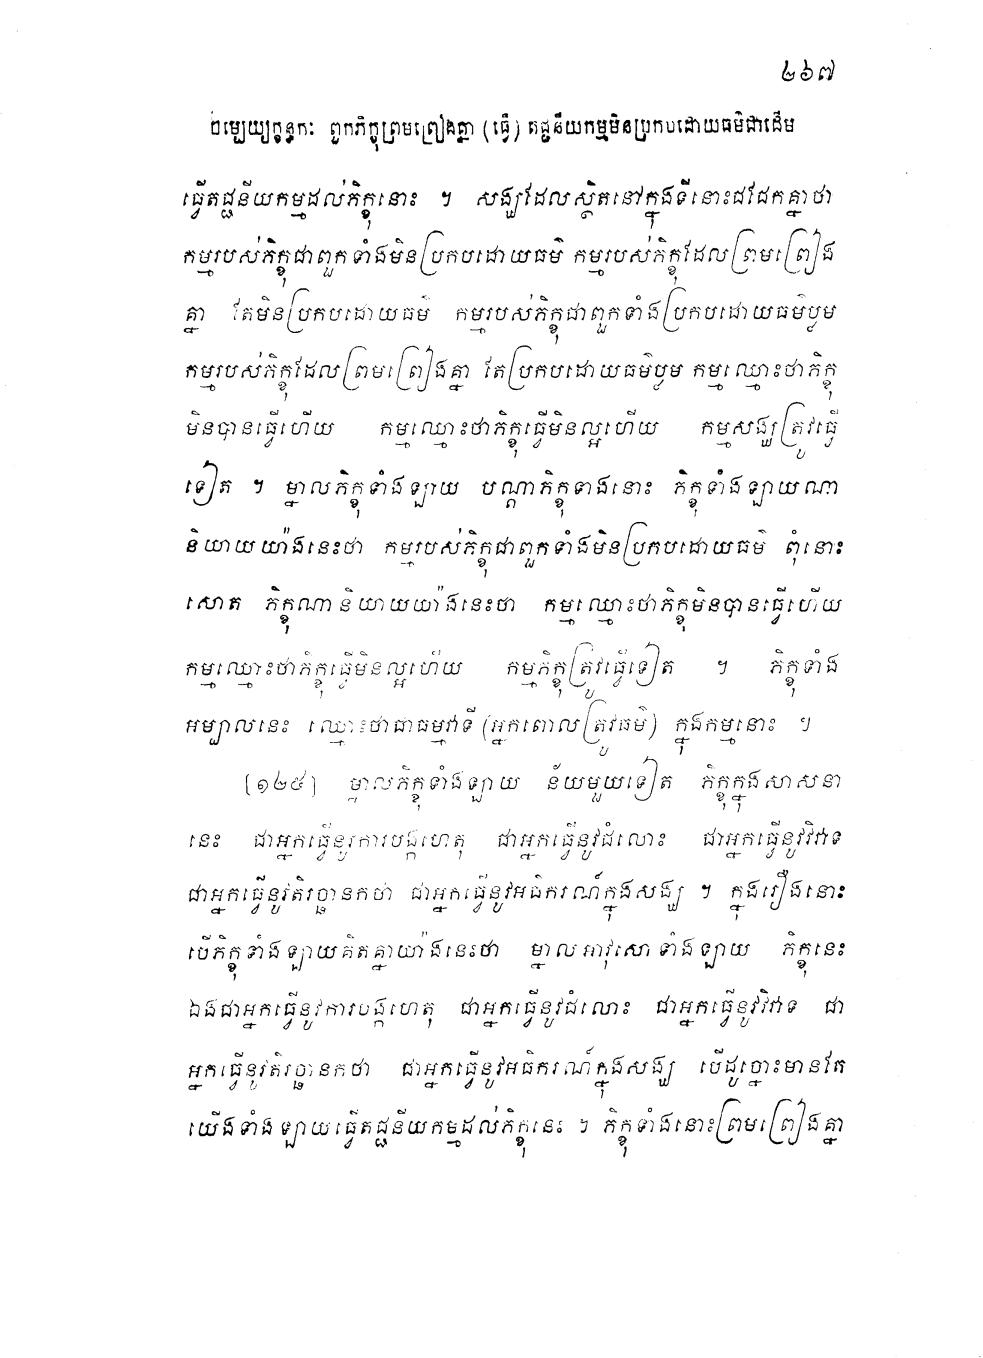 ២៦៧
ចម្បេយ្យក្ខន្ធកៈ ពួកភិក្ខុព្រមព្រៀងគ្នា (ធ្វើ) តជ្ជនីយកម្មមិនប្រកបដោយធម៌ជាដើម
ធ្វើតជ្ជនីយកម្មដល់ភិក្ខុនោះ ។ សង្ឃដែលស្ថិតនៅក្នុងទីនោះជជែកគ្នាថា
កម្មរបស់ភិក្ខុជាពួកទាំងមិនប្រកបដោយធម៌ កម្មរបស់ភិក្ខុដែលព្រមព្រៀង
គ្នា តែមិនប្រកបដោយធម៌ កម្មរបស់ភិក្ខុជាពួកទាំងប្រកបដោយធម៌ប្លម
កម្មរបស់ភិក្ខុដែលព្រមព្រៀងគ្នា តែប្រកបដោយធម៌ប្លម កម្មឈ្មោះថាភិក្ខុ
មិនបានធ្វើហើយ កម្មឈ្មោះថាភិក្ខុធ្វើមិនល្អហើយ កម្មសង្ឃត្រូវធ្វើ
ទៀត ។ ម្នាលភិក្ខុទាំងឡាយ បណ្តាភិក្ខុទាំងនោះ ភិក្ខុទាំងឡាយណា
និយាយយ៉ាងនេះថា កម្មរបស់ភិក្ខុជាពួកទាំងមិនប្រកបដោយធម៌ ពុំនោះ
សោត ភិក្ខុណានិយាយយ៉ាងនេះថា កម្មឈ្មោះថាភិក្ខុមិនបានធ្វើហើយ
កម្មឈ្មោះថាភិក្ខុធ្វើមិនល្អហើយ កម្មភិក្ខុត្រូវធ្វើទៀត ។ ភិក្ខុទាំង
អម្បាលនេះ ឈ្មោះថាជាធម្មវាទី (អ្នកពោលត្រូវធម៌) ក្នុងកម្មនោះ ។
[១២៤] ម្នាលភិក្ខុទាំងឡាយ ន័យមួយទៀត ភិក្ខុក្នុងសាសនា
នេះ ជាអ្នកធ្វើនូវការបង្កហេតុ ជាអ្នកធ្វើនូវជំលោះ ជាអ្នកធ្វើនូវវិវាទ
ជាអ្នកធ្វើនូវតិរច្ឆានកថា ជាអ្នកធ្វើនូវអធិករណ៍ក្នុងសង្ឃ ។ ក្នុងរឿងនោះ
បើភិក្ខុទាំងឡាយគិតគ្នាយ៉ាងនេះថា ម្នាលអាវុសោទាំងឡាយ ភិក្ខុនេះ
ឯងជាអ្នកធ្វើនូវការបង្កហេតុ ជាអ្នកធ្វើនូវជំលោះ ជាអ្នកធ្វើនូវវិវាទ ជា
អ្នកធ្វើនូវតិរច្ឆានកថា ជាអ្នកធ្វើនូវអធិករណ៍ក្នុងសង្ឃ បើដូច្នោះមានតែ
យើងទាំងឡាយធ្វើតជ្ជនីយកម្មដល់ភិក្ខុនេះ ។ ភិក្ខុទាំងនោះព្រមព្រៀងគ្នា